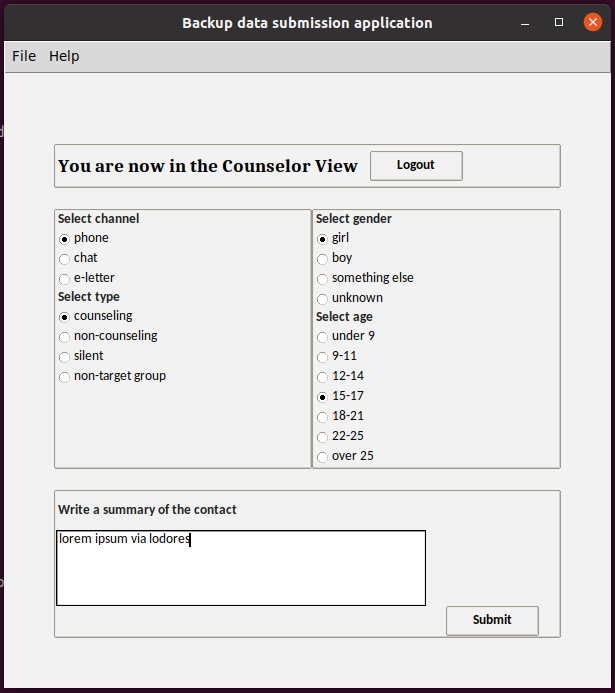 Backup data submission application
File Help
You are now in the Counselor View
Logout
Select channel
phone
chat
e-letter
Select type
counseling
non-counseling
silent
non-target group
Select gender
girl
boy
something else
unknown
Select age
under 9
9-11
12-14
15-17
18-21
22-25
over 25
Write a summary of the contact
lorem ipsum via lodores
Submit